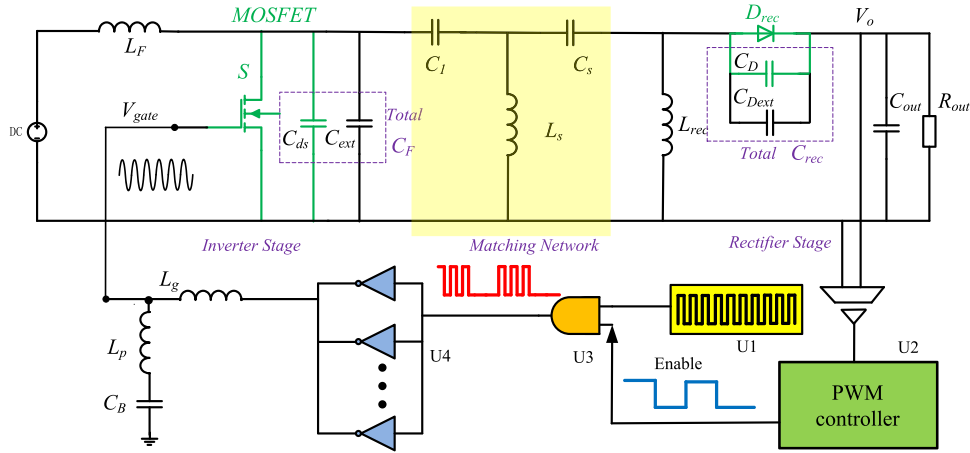 MOSFET
D_rec
V_o
L_F
C_1
C_s
S
C_D
V_gate
C_Dext
Total
C_ds
C_ext
C_F
L_s
L_rec
C_out
R_out
DC
Total C_rec
Inverter Stage
Matching Network
Rectifier Stage
L_g
L_p
U4
U3
U1
U2
Enable
C_B
PWM
controller